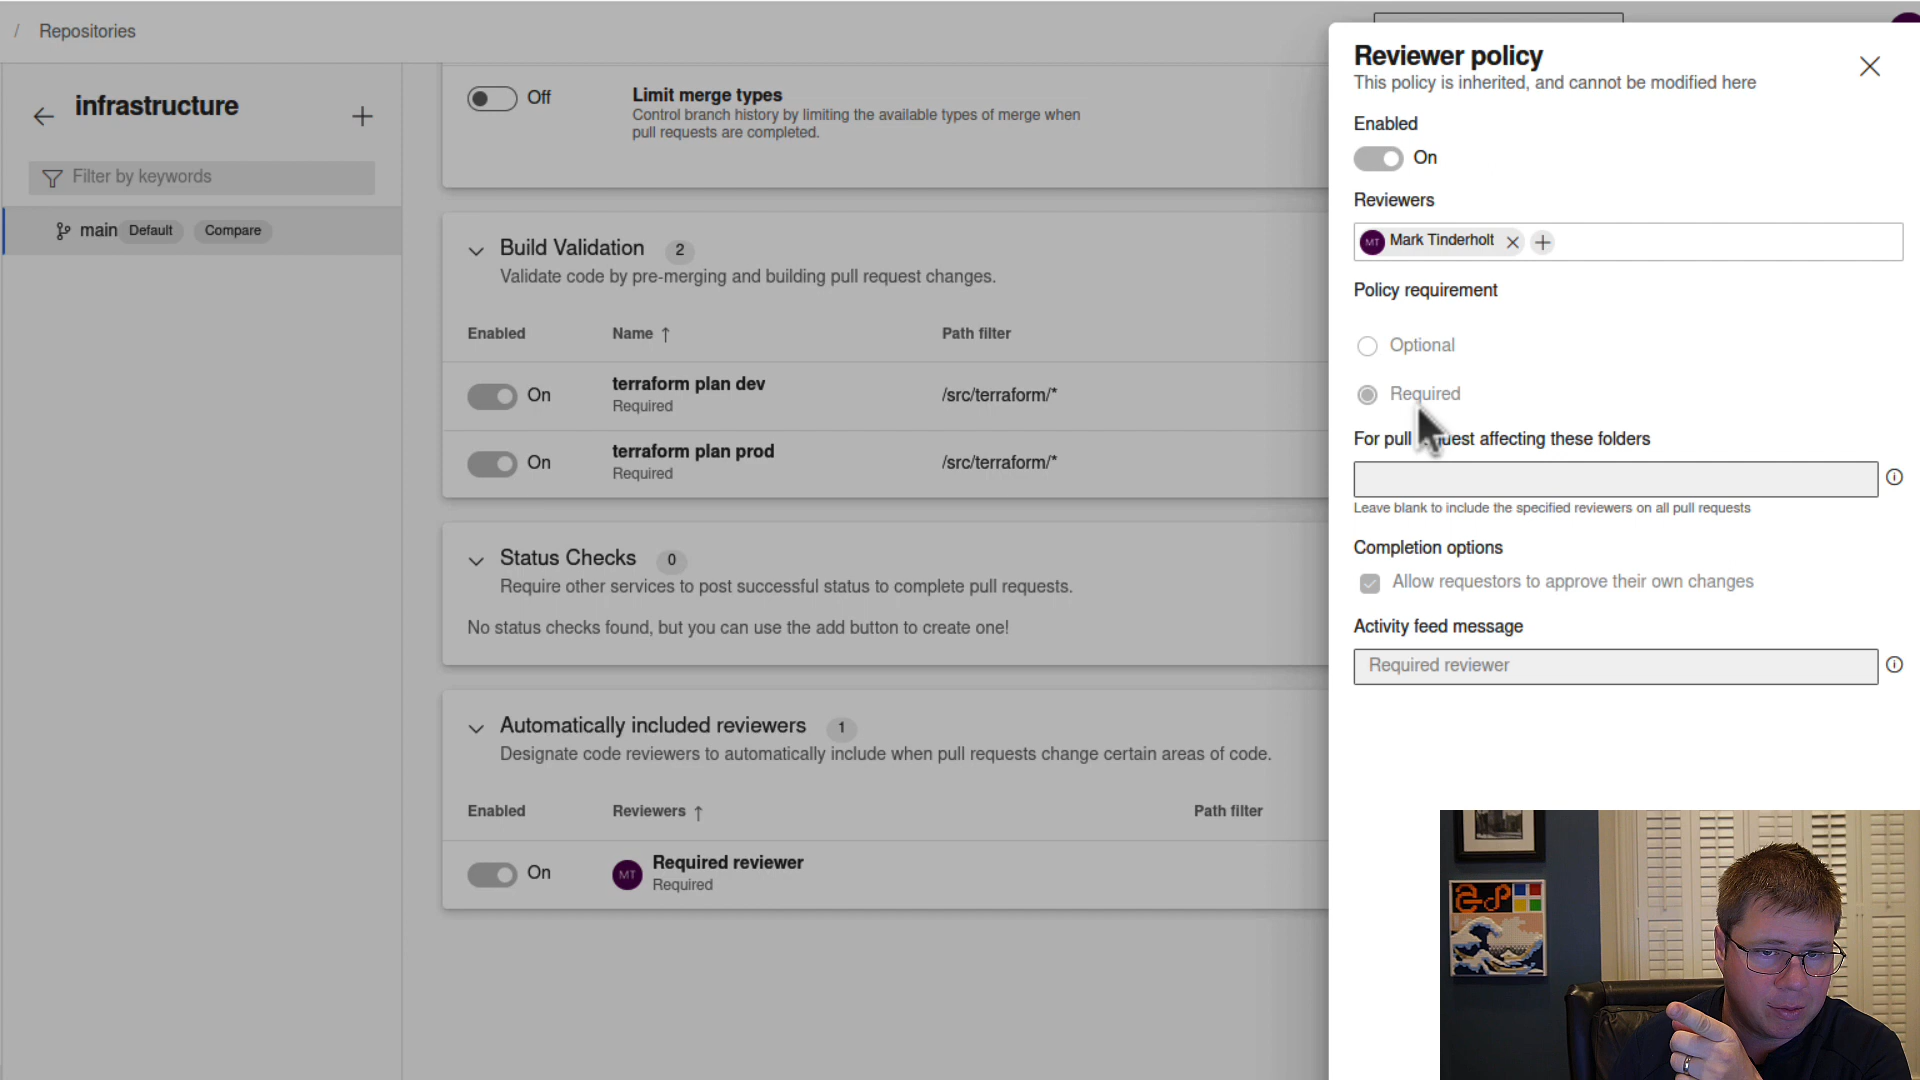 / Repositories
infrastructure
Filter by keywords
main Default Compare
Off
Limit merge types
Control branch history by limiting the available types of merge when
pull requests are completed.
Build Validation 2
Validate code by pre-merging and building pull request changes.
Enabled Name ↑ Path filter
On terraform plan dev /src/terraform/*
Required
On terraform plan prod /src/terraform/*
Required
Status Checks 0
Require other services to post successful status to complete pull requests.
No status checks found, but you can use the add button to create one!
Automatically included reviewers 1
Designate code reviewers to automatically include when pull requests change certain areas of code.
Enabled Reviewers ↑ Path filter
On MT Required reviewer
Required
Reviewer policy
This policy is inherited, and cannot be modified here
Enabled
On
Reviewers
MT Mark Tinderholt
Policy requirement
Optional
Required
For pull request affecting these folders
Leave blank to include the specified reviewers on all pull requests
Completion options
Allow requestors to approve their own changes
Activity feed message
Required reviewer